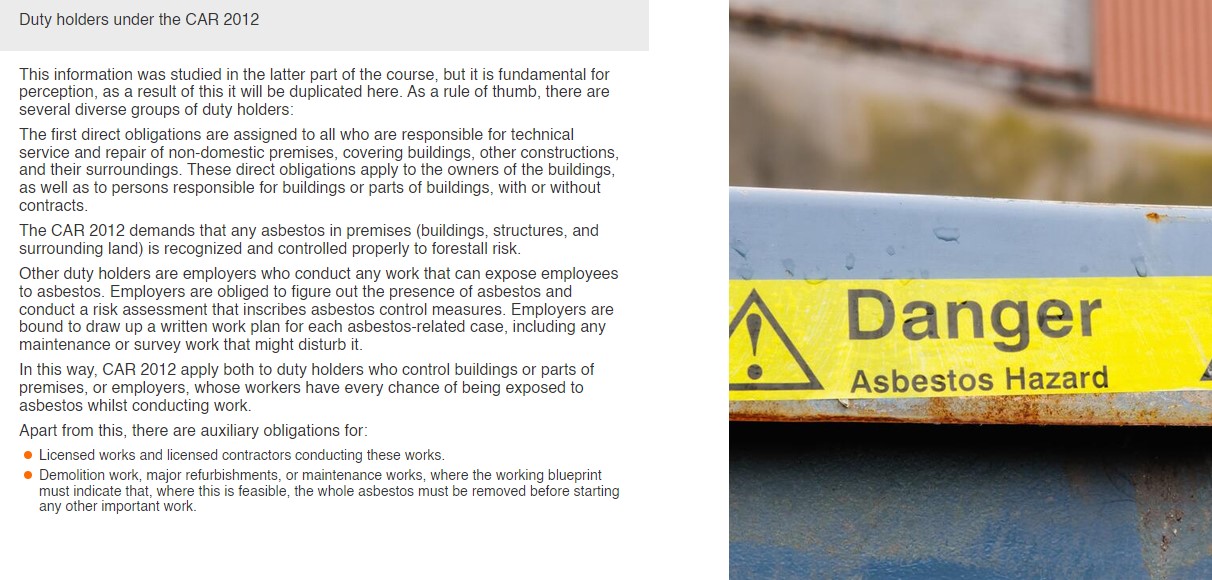 Duty holders under the CAR 2012
This information was studied in the latter part of the course, but it is fundamental for
perception, as a result of this it will be duplicated here. As a rule of thumb, there are
several diverse groups of duty holders:
The first direct obligations are assigned to all who are responsible for technical
service and repair of non-domestic premises, covering buildings, other constructions,
and their surroundings. These direct obligations apply to the owners of the buildings,
as well as to persons responsible for buildings or parts of buildings, with or without
contracts.
The CAR 2012 demands that any asbestos in premises (buildings, structures, and
surrounding land) is recognized and controlled properly to forestall risk.
Other duty holders are employers who conduct any work that can expose employees
to asbestos. Employers are obliged to figure out the presence of asbestos and
conduct a risk assessment that inscribes asbestos control measures. Employers are
bound to draw up a written work plan for each asbestos-related case, including any
maintenance or survey work that might disturb it.
In this way, CAR 2012 apply both to duty holders who control buildings or parts of
premises, or employers, whose workers have every chance of being exposed to
asbestos whilst conducting work.
Apart from this, there are auxiliary obligations for:
Licensed works and licensed contractors conducting these works.
Demolition work, major refurbishments, or maintenance works, where the working blueprint
must indicate that, where this is feasible, the whole asbestos must be removed before starting
any other important work.
Danger
Asbestos Hazard